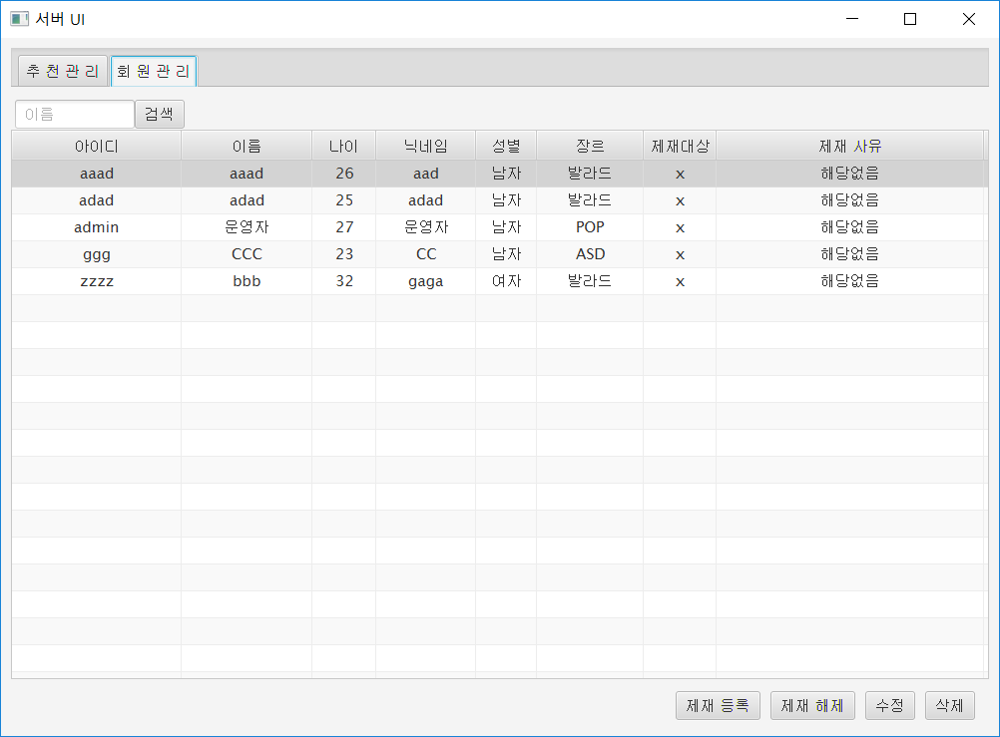 서버 UI
추 천 관 리 회 원 관 리
이름 검색
아이디 이름 나이 닉네임 성별 장르 제재대상 제재 사유
aaad aaad 26 aad 남자 발라드 x 해당없음
adad adad 25 adad 남자 발라드 x 해당없음
admin 운영자 27 운영자 남자 POP x 해당없음
ggg CCC 23 CC 남자 ASD x 해당없음
zzzz bbb 32 gaga 여자 발라드 x 해당없음
제재 등록 제재 해제 수정 삭제